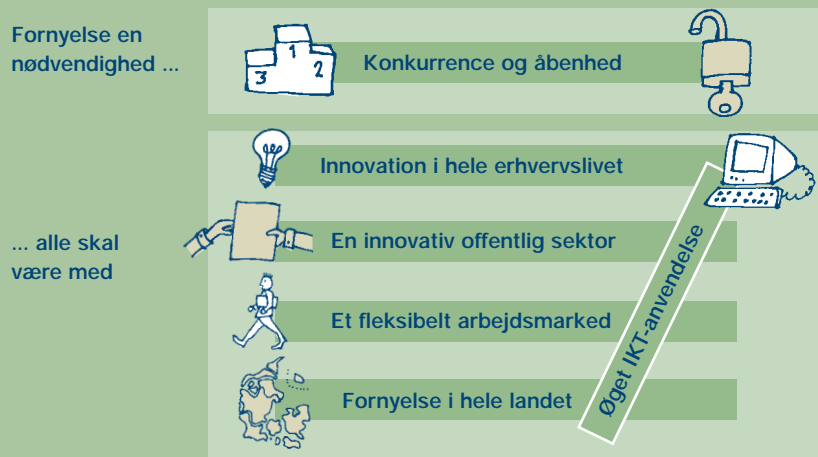 Fornyelse en
nødvendighed ...
1
3
2
Konkurrence og åbenhed
... alle skal
være med
Innovation i hele erhvervslivet
En innovativ offentlig sektor
Et fleksibelt arbejdsmarked
Fornyelse i hele landet
Øget IKT-anvendelse